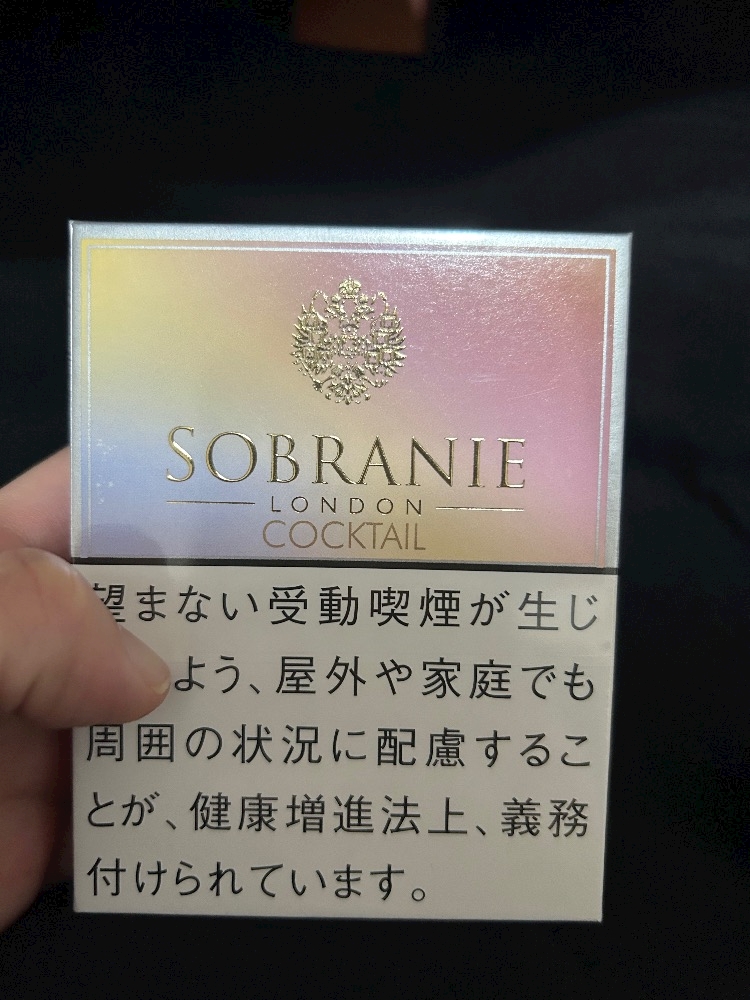 SOBRANIE
LONDON
COCKTAIL
望まない受動喫煙が生じ
よう、屋外や家庭でも
周囲の状況に配慮するこ
とが、健康増進法上、義務
付けられています。